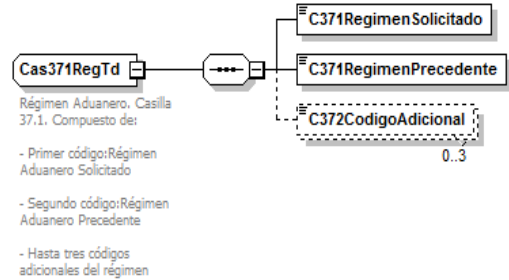 C371RegimenSolicitado
Cas371RegTd
C371RegimenPrecedente
C372CodigoAdicional
0..3
Régimen Aduanero. Casilla
37.1. Compuesto de:
- Primer código:Régimen
Aduanero Solicitado
- Segundo código:Régimen
Aduanero Precedente
- Hasta tres códigos
adicionales del régimen